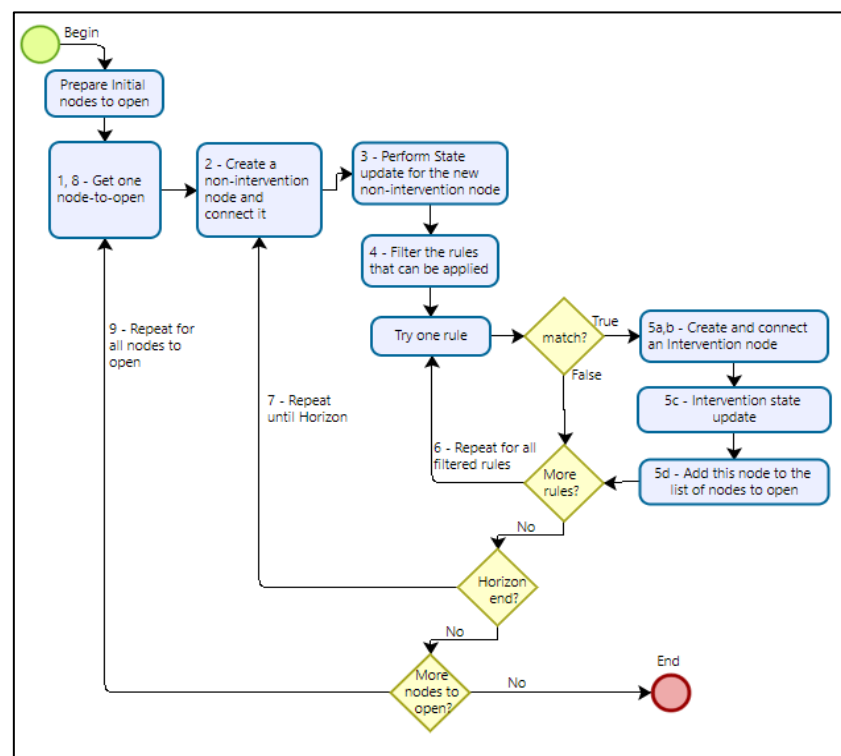 Begin
Prepare Initial
nodes to open
1, 8 - Get one
node-to-open
2 - Create a
non-intervention
node and
connect it
3 - Perform State
update for the new
non-intervention node
4 - Filter the rules
that can be applied
Try one rule
match?
True
False
5a,b - Create and connect
an Intervention node
5c - Intervention state
update
5d - Add this node to the
list of nodes to open
More
rules?
6 - Repeat for all
filtered rules
No
Horizon
end?
7 - Repeat
until Horizon
No
More
nodes to
open?
9 - Repeat for
all nodes to
open
No
End